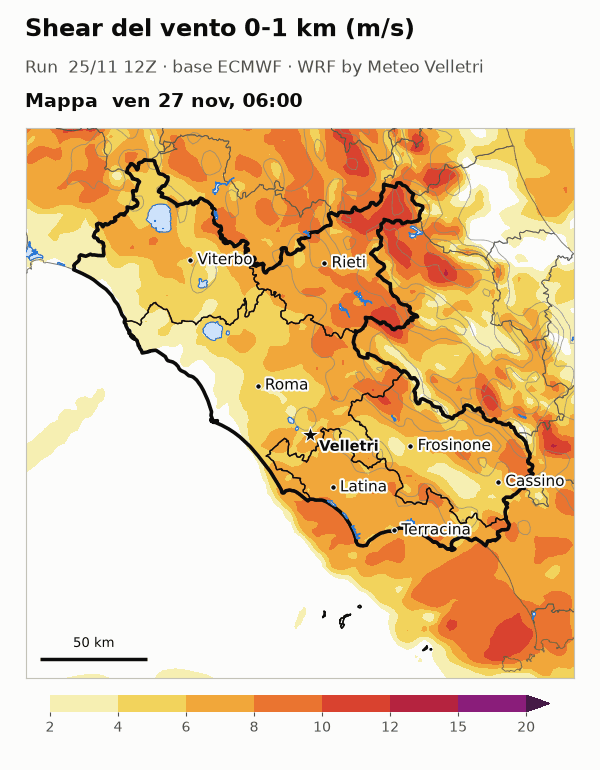 Shear del vento 0-1 km (m/s)
Run  25/11 12Z · base ECMWF · WRF by Meteo Velletri
Mappa  ven 27 nov, 06:00
Viterbo
Rieti
Roma
Velletri
Frosinone
Cassino
Latina
Terracina
50 km
2 4 6 8 10 12 15 20